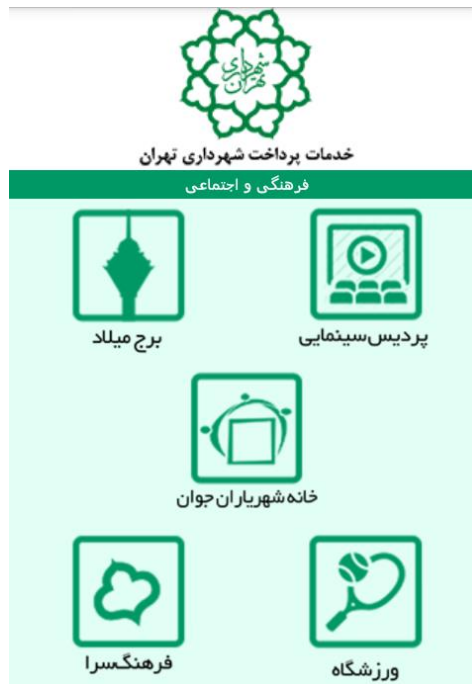 شهرداری
تهران
خدمات پرداخت شهرداری تهران
فرهنگی و اجتماعی
پردیس سینمایی
برج میلاد
خانه شهریاران جوان
ورزشگاه
فرهنگسرا